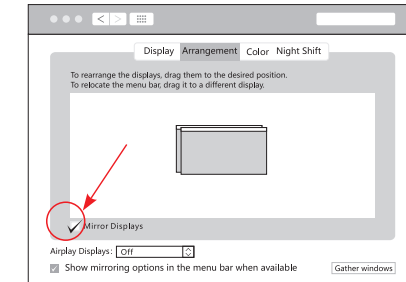 Display Arrangement Color Night Shift
To rearrange the displays, drag them to the desired position.
To relocate the menu bar, drag it to a different display.
Mirror Displays
Airplay Displays: Off
Show mirroring options in the menu bar when available
Gather windows